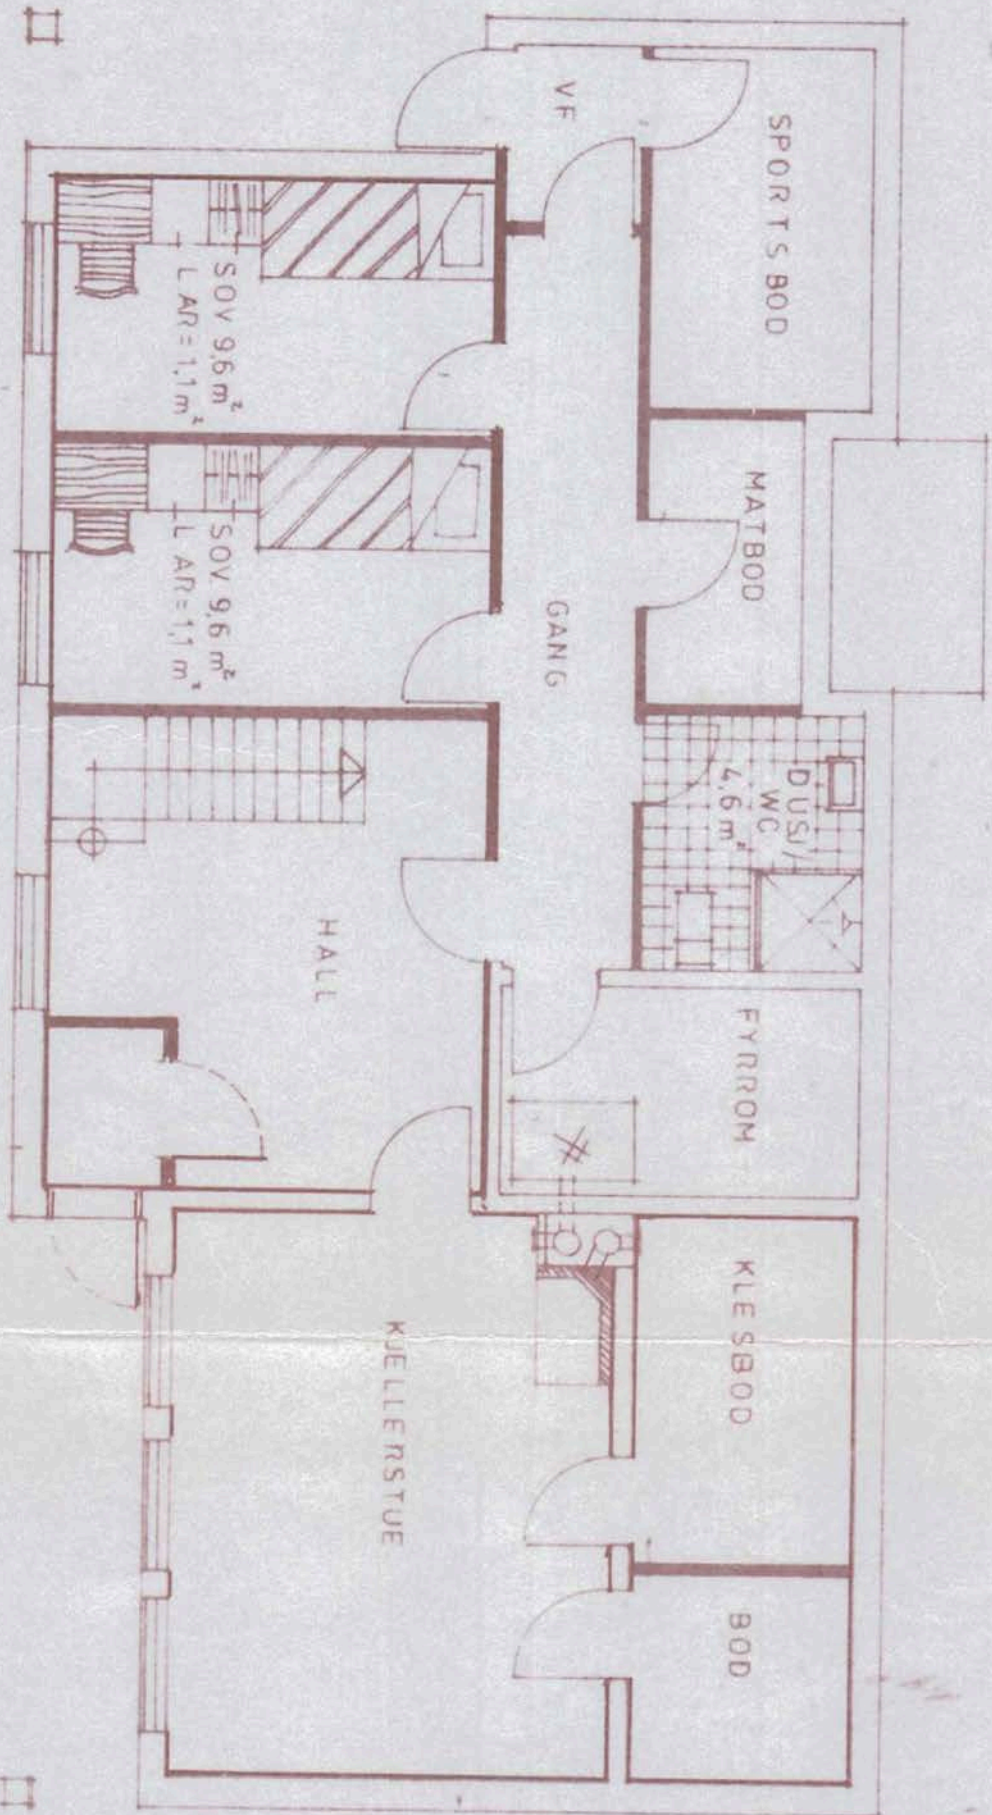 SPORTSBOD
VF
MATBOD
GANG
DUSJ/
WC
4,6 m²
FYRROM
KLESBOD
BOD
SOV 9,6 m²
L AR = 1,1 m²
SOV 9,6 m²
L AR = 1,1 m²
HALL
KJELLERSTUE